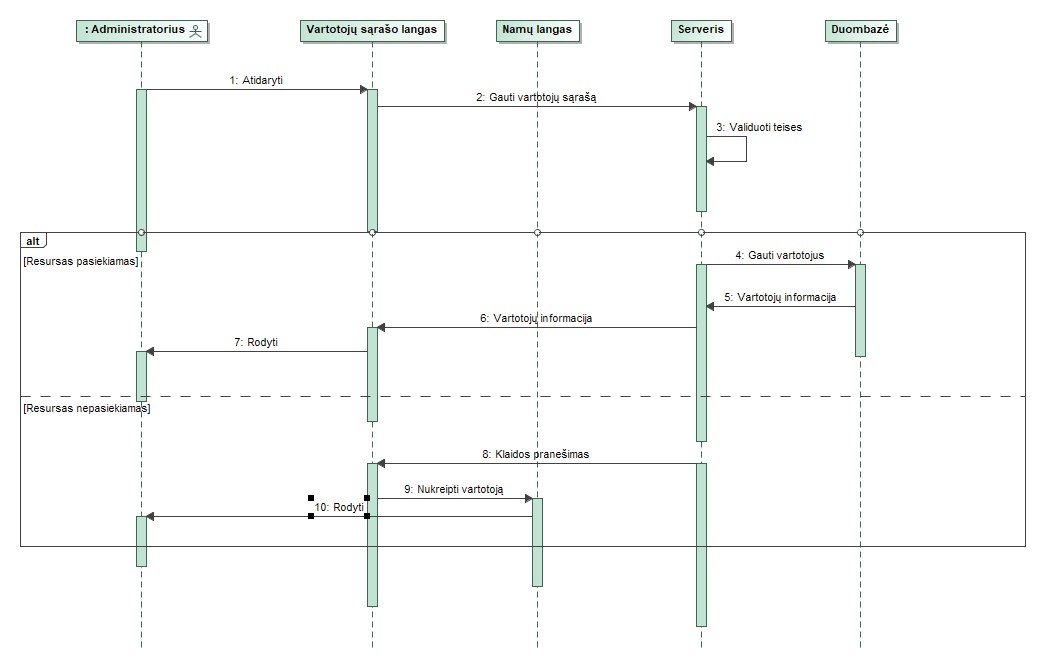 : Administratorius
Vartotojų sąrašo langas
Namų langas
Serveris
Duombazė
1: Atidaryti
2: Gauti vartotojų sąrašą
3: Validuoti teises
alt
[Resursas pasiekiamas]
4: Gauti vartotojus
5: Vartotojų informacija
6: Vartotojų informacija
7: Rodyti
[Resursas nepasiekiamas]
8: Klaidos pranešimas
9: Nukreipti vartotoją
10: Rodyti